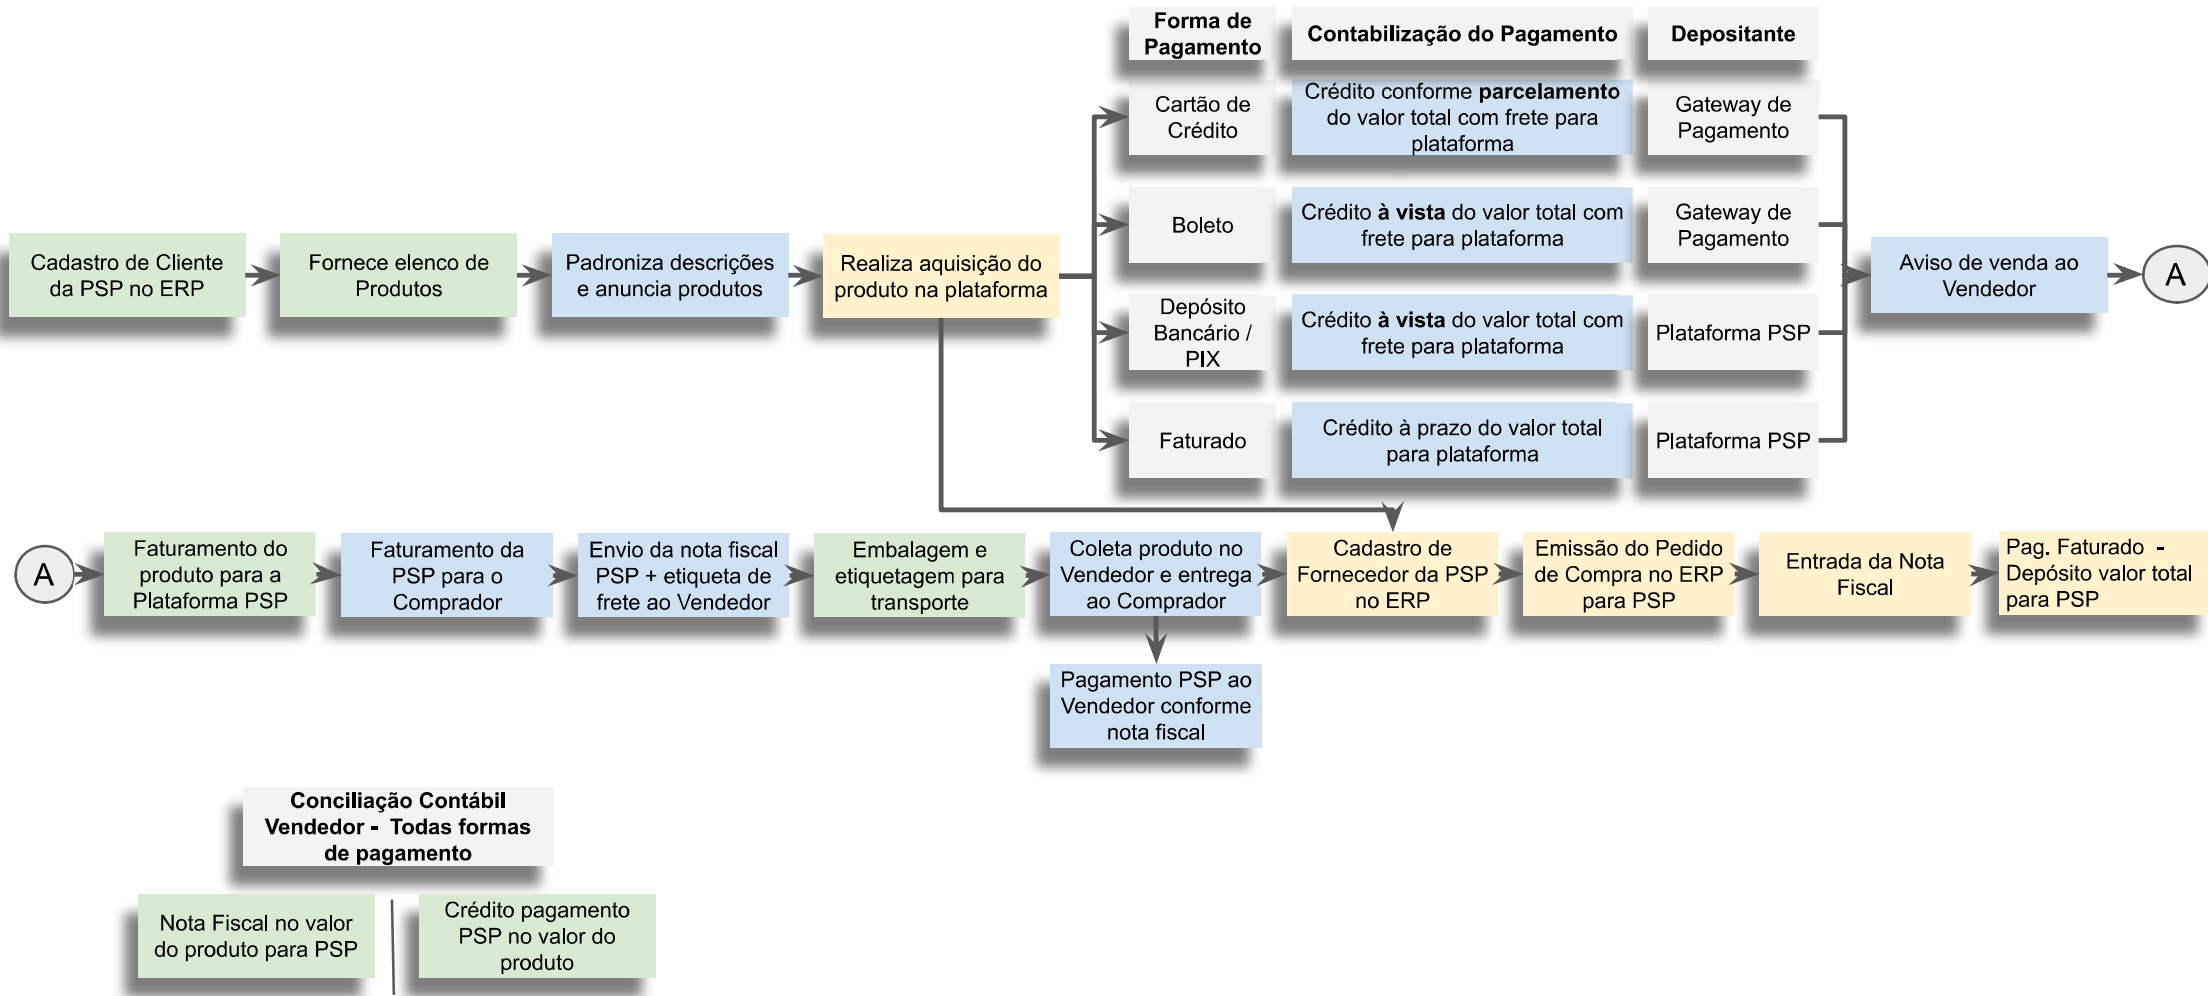 Forma de
Pagamento
Contabilização do Pagamento
Depositante
Cartão de
Crédito
Crédito conforme parcelamento
do valor total com frete para
plataforma
Gateway de
Pagamento
Boleto
Crédito à vista do valor total com
frete para plataforma
Gateway de
Pagamento
Depósito
Bancário /
PIX
Crédito à vista do valor total com
frete para plataforma
Plataforma PSP
Faturado
Crédito à prazo do valor total
para plataforma
Plataforma PSP
Cadastro de Cliente
da PSP no ERP
Fornece elenco de
Produtos
Padroniza descrições
e anuncia produtos
Realiza aquisição do
produto na plataforma
Aviso de venda ao
Vendedor
A
A
Faturamento do
produto para a
Plataforma PSP
Faturamento da
PSP para o
Comprador
Envio da nota fiscal
PSP + etiqueta de
frete ao Vendedor
Embalagem e
etiquetagem para
transporte
Coleta produto no
Vendedor e entrega
ao Comprador
Cadastro de
Fornecedor da PSP
no ERP
Emissão do Pedido
de Compra no ERP
para PSP
Entrada da Nota
Fiscal
Pag. Faturado -
Depósito valor total
para PSP
Pagamento PSP ao
Vendedor conforme
nota fiscal
Conciliação Contábil
Vendedor - Todas formas
de pagamento
Nota Fiscal no valor
do produto para PSP
Crédito pagamento
PSP no valor do
produto